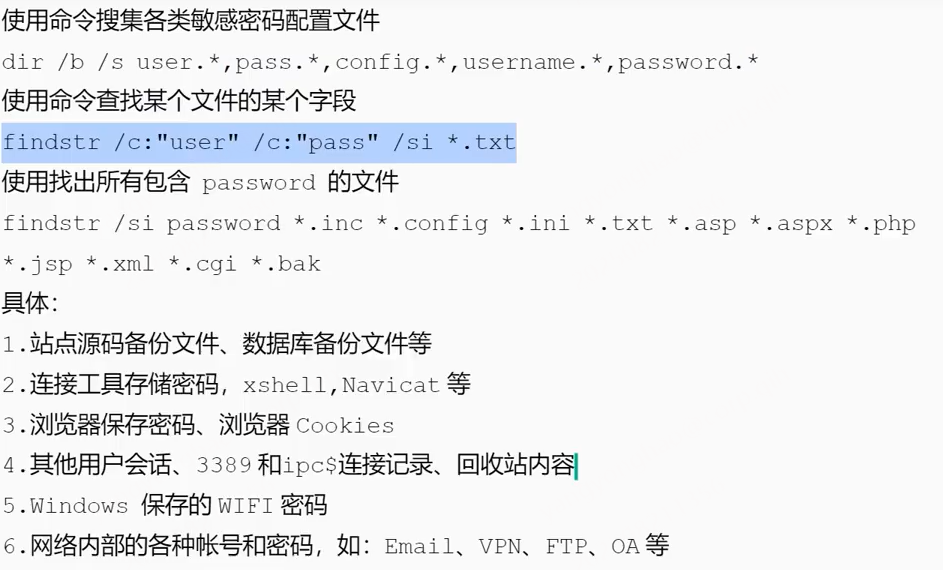 使用命令搜集各类敏感密码配置文件
dir /b /s user.*,pass.*,config.*,username.*,password.*
使用命令查找某个文件的某个字段
findstr /c:"user" /c:"pass" /si *.txt
使用找出所有包含 password 的文件
findstr /si password *.inc *.config *.ini *.txt *.asp *.aspx *.php
*.jsp *.xml *.cgi *.bak
具体：
1.站点源码备份文件、数据库备份文件等
2.连接工具存储密码，xshell,Navicat 等
3.浏览器保存密码、浏览器 Cookies
4.其他用户会话、3389 和ipc$连接记录、回收站内容
5.Windows 保存的 WIFI 密码
6.网络内部的各种帐号和密码，如：Email、VPN、FTP、OA 等